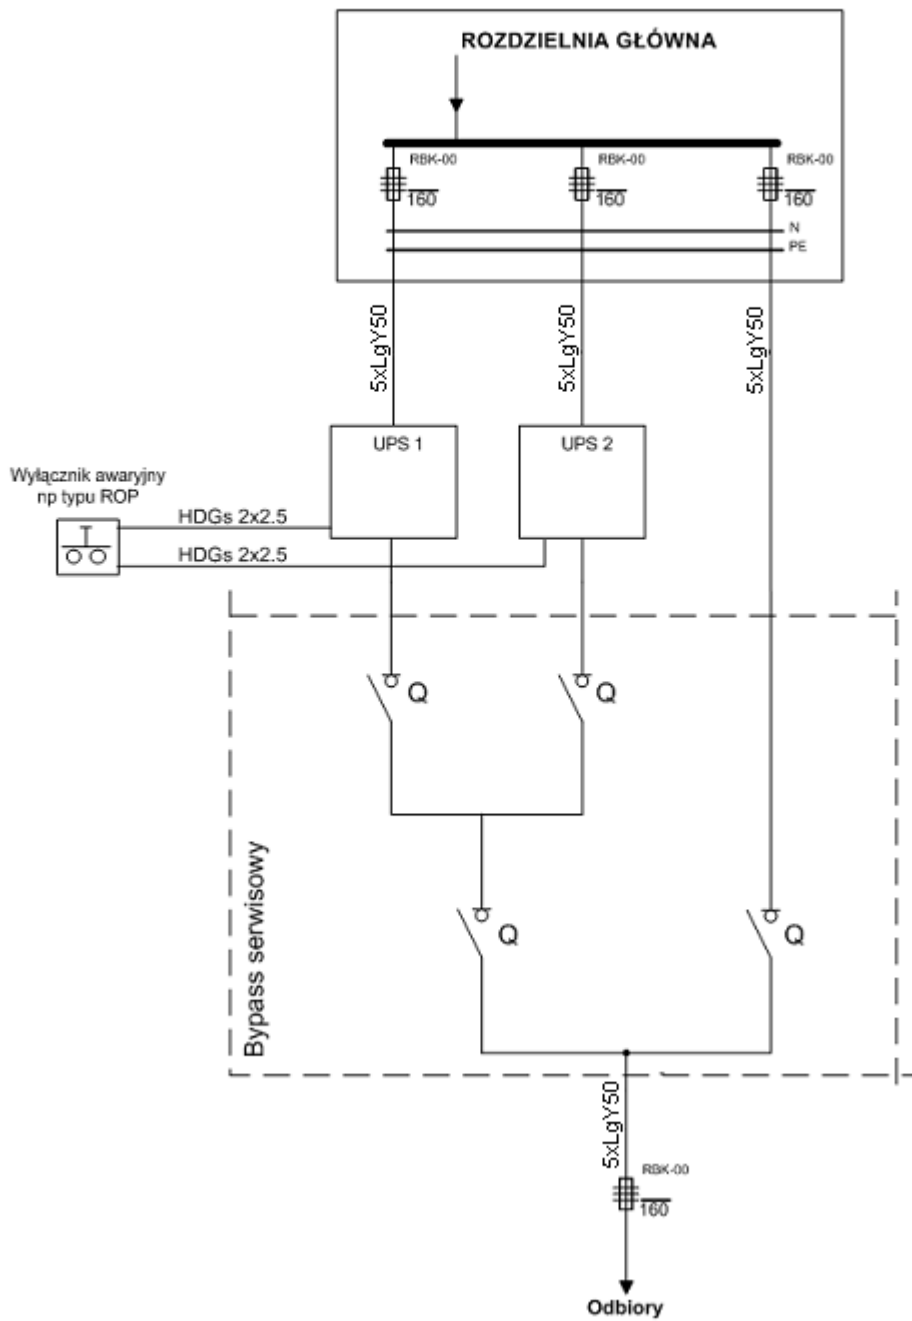 ROZDZIELNIA GŁÓWNA
RBK-00
RBK-00
RBK-00
160
160
160
N
PE
5xLgY50
5xLgY50
5xLgY50
UPS 1
UPS 2
Wyłącznik awaryjny
np typu ROP
HDGs 2x2.5
HDGs 2x2.5
Q
Q
Q
Q
Bypass serwisowy
5xLgY50
RBK-00
160
Odbiory